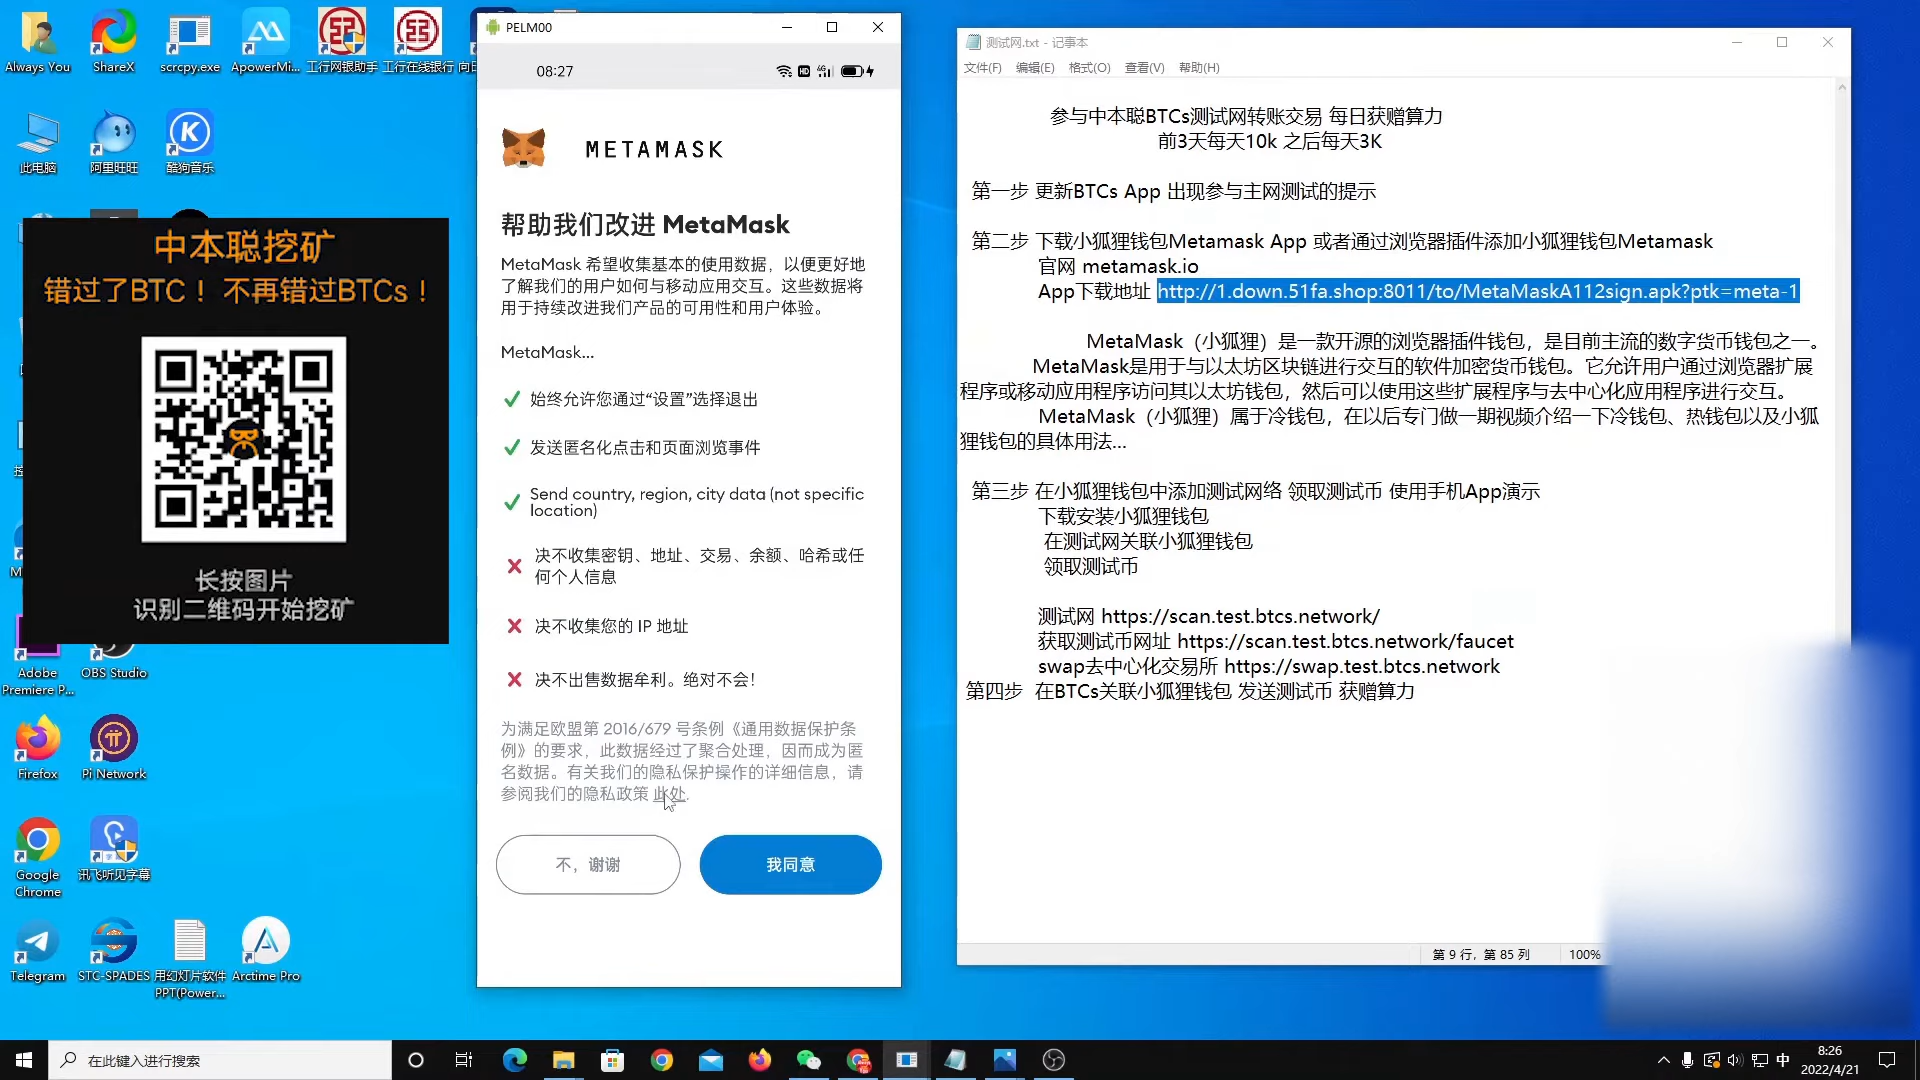 Always You
ShareX
scrcpy.exe
ApowerMi...
工行网银助手
工行在线银行
此电脑
阿里旺旺
酷狗音乐
中本聪挖矿
错过了BTC！ 不再错过BTCs！
长按图片
识别二维码开始挖矿
Adobe
Premiere P...
OBS Studio
Firefox
Pi Network
Google
Chrome
讯飞听见字幕
Telegram
STC-SPADES
用幻灯片软件
PPT(Power...
Arctime Pro
PELM00
08:27
METAMASK
帮助我们改进 MetaMask
MetaMask 希望收集基本的使用数据，以便更好地
了解我们的用户如何与移动应用交互。这些数据将
用于持续改进我们产品的可用性和用户体验。
MetaMask...
始终允许您通过“设置”选择退出
发送匿名化点击和页面浏览事件
Send country, region, city data (not specific
location)
决不收集密钥、地址、交易、余额、哈希或任
何个人信息
决不收集您的 IP 地址
决不出售数据牟利。绝对不会！
为满足欧盟第 2016/679 号条例《通用数据保护条
例》的要求，此数据经过了聚合处理，因而成为匿
名数据。有关我们的隐私保护操作的详细信息，请
参阅我们的隐私政策 此处.
不，谢谢
我同意
测试网.txt - 记事本
文件(F) 编辑(E) 格式(O) 查看(V) 帮助(H)
参与中本聪BTCs测试网转账交易 每日获赠算力
前3天每天10k 之后每天3K
第一步 更新BTCs App 出现参与主网测试的提示
第二步 下载小狐狸钱包Metamask App 或者通过浏览器插件添加小狐狸钱包Metamask
官网 metamask.io
App下载地址 http://1.down.51fa.shop:8011/to/MetaMaskA112sign.apk?ptk=meta-1
MetaMask（小狐狸）是一款开源的浏览器插件钱包，是目前主流的数字货币钱包之一。
MetaMask是用于与以太坊区块链进行交互的软件加密货币钱包。它允许用户通过浏览器扩展
程序或移动应用程序访问其以太坊钱包，然后可以使用这些扩展程序与去中心化应用程序进行交互。
MetaMask（小狐狸）属于冷钱包，在以后专门做一期视频介绍一下冷钱包、热钱包以及小狐
狸钱包的具体用法...
第三步 在小狐狸钱包中添加测试网络 领取测试币 使用手机App演示
下载安装小狐狸钱包
在测试网关联小狐狸钱包
领取测试币
测试网 https://scan.test.btcs.network/
获取测试币网址 https://scan.test.btcs.network/faucet
swap去中心化交易所 https://swap.test.btcs.network
第四步 在BTCs关联小狐狸钱包 发送测试币 获赠算力
第 9 行，第 85 列
100%
在此键入进行搜索
中
8:26
2022/4/21